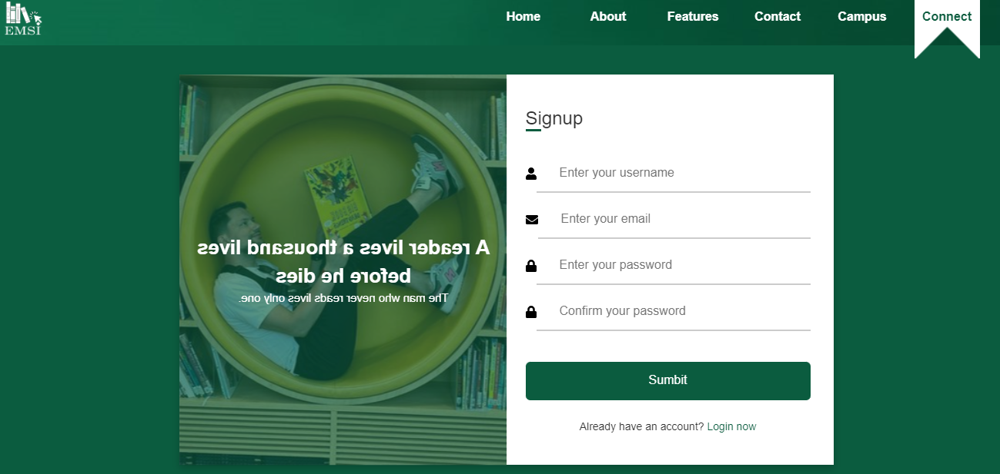 EMSI
Home About Features Contact Campus Connect
A reader lives a thousand lives
before he dies
The man who never reads lives only one.
Signup
Enter your username
Enter your email
Enter your password
Confirm your password
Sumbit
Already have an account? Login now